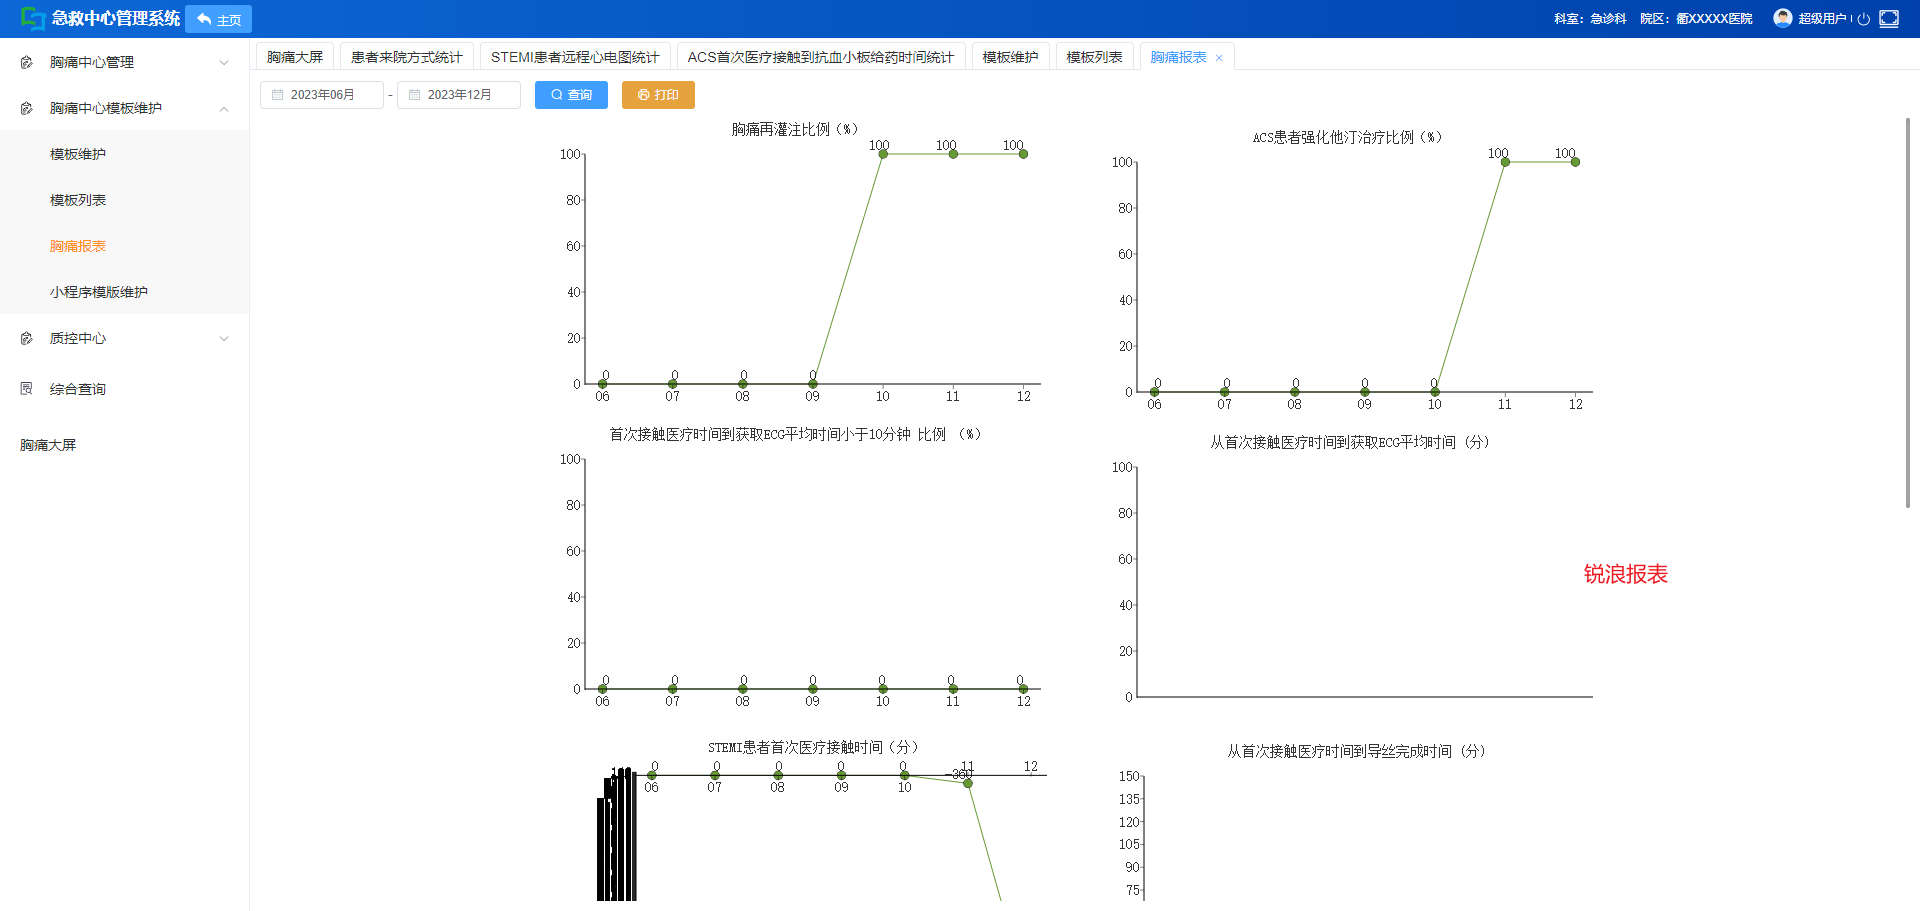 急救中心管理系统 主页 科室：急诊科 院区：衢XXXXX医院 超级用户
胸痛中心管理
胸痛中心模板维护
模板维护
模板列表
胸痛报表
小程序模版维护
质控中心
综合查询
胸痛大屏
胸痛大屏 患者来院方式统计 STEMI患者远程心电图统计 ACS首次医疗接触到抗血小板给药时间统计 模板维护 模板列表 胸痛报表 ×
2023年06月 - 2023年12月 查询 打印
胸痛再灌注比例（%）
100
80
60
40
20
0
0 0 0 0 100 100 100
06 07 08 09 10 11 12
ACS患者强化他汀治疗比例（%）
100
80
60
40
20
0
0 0 0 0 0 100 100
06 07 08 09 10 11 12
首次接触医疗时间到获取ECG平均时间小于10分钟 比例 （%）
100
80
60
40
20
0
0 0 0 0 0 0 0
06 07 08 09 10 11 12
从首次接触医疗时间到获取ECG平均时间（分）
100
80
60
40
20
0
锐浪报表
STEMI患者首次医疗接触时间（分）
0 0 0 0 0 -360
06 07 08 09 10 11 12
从首次接触医疗时间到导丝完成时间（分）
150
135
120
105
90
75